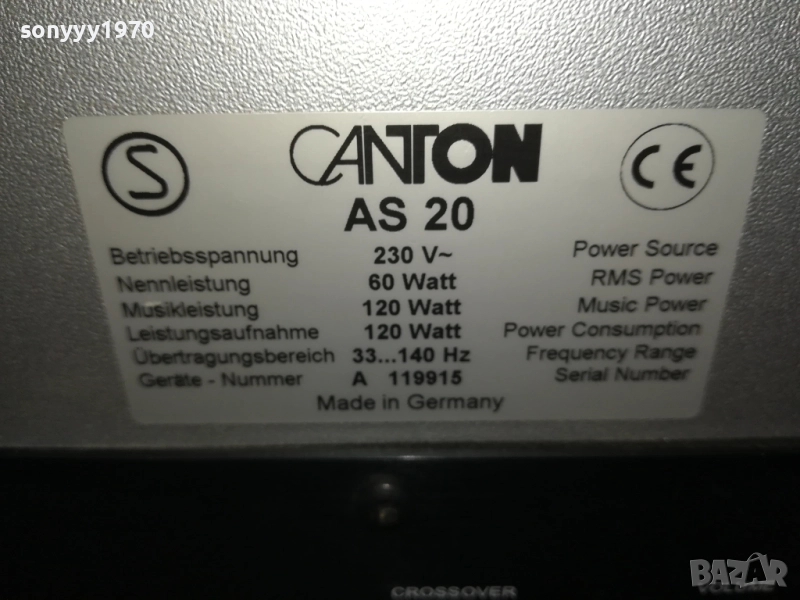 sonyyy1970
S CANTON CE
AS 20
Betriebsspannung 230 V~ Power Source
Nennleistung 60 Watt RMS Power
Musikleistung 120 Watt Music Power
Leistungsaufnahme 120 Watt Power Consumption
Übertragungsbereich 33...140 Hz Frequency Range
Geräte - Nummer A 119915 Serial Number
Made in Germany
CROSSOVER
BAZAR